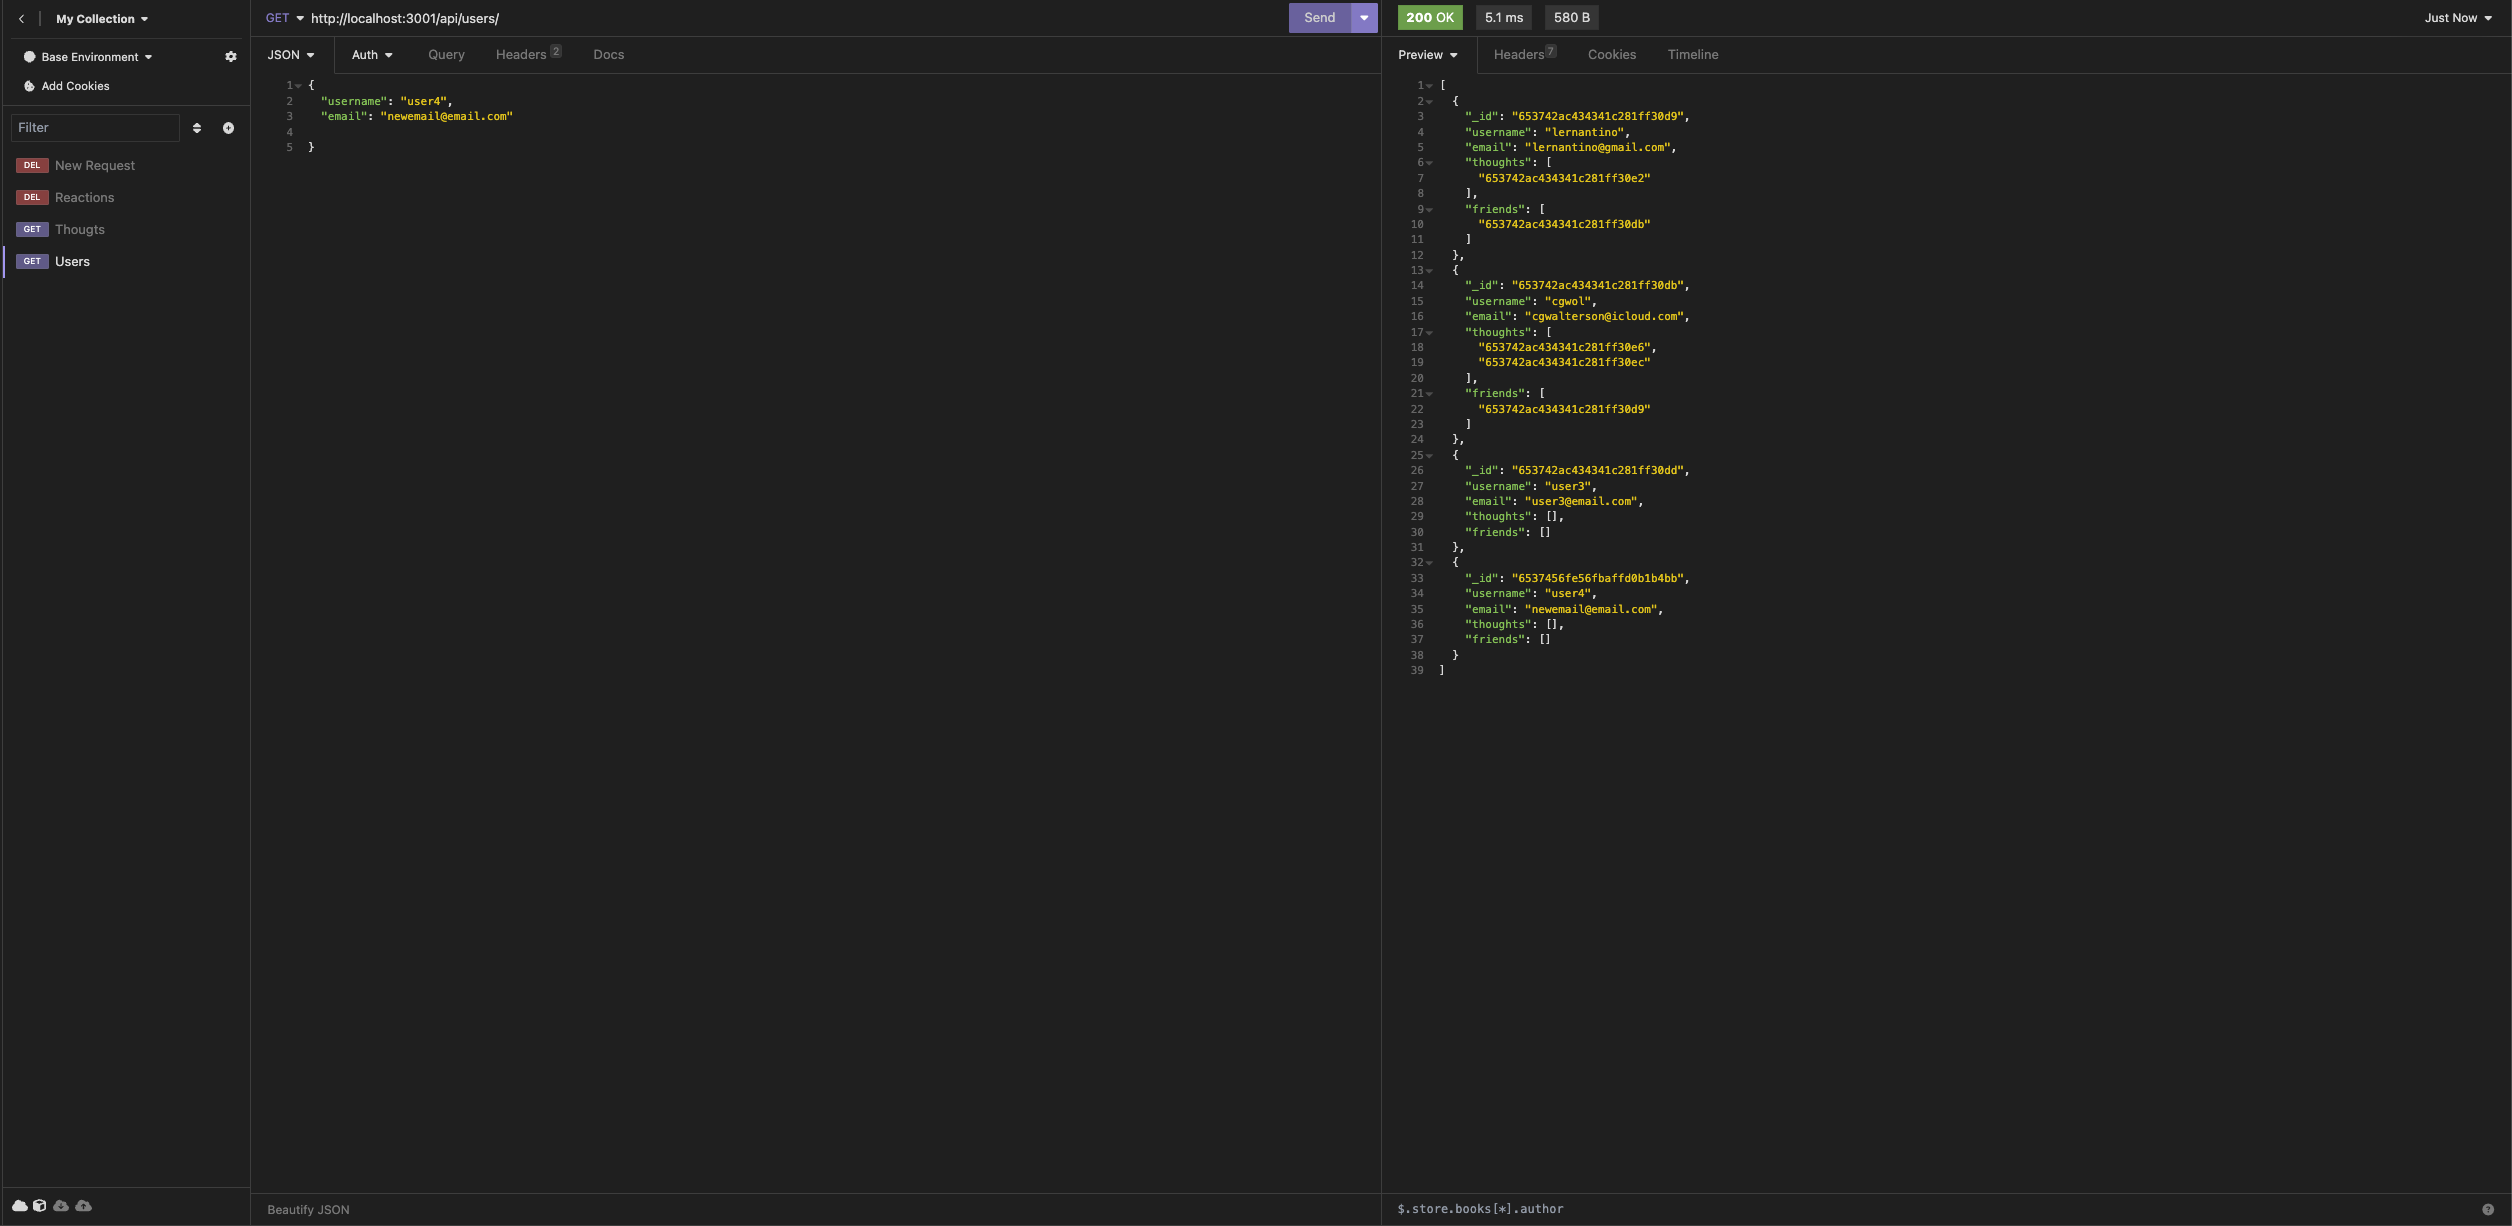 My Collection
Base Environment
Add Cookies
Filter
DEL New Request
DEL Reactions
GET Thougts
GET Users
GET http://localhost:3001/api/users/
Send
JSON Auth Query Headers 2 Docs
1 {
2 "username": "user4",
3 "email": "newemail@email.com"
4
5 }
Beautify JSON
200 OK 5.1 ms 580 B Just Now
Preview Headers 7 Cookies Timeline
1 [
2 {
3 "_id": "653742ac434341c281ff30d9",
4 "username": "lernantino",
5 "email": "lernantino@gmail.com",
6 "thoughts": [
7 "653742ac434341c281ff30e2"
8 ],
9 "friends": [
10 "653742ac434341c281ff30db"
11 ]
12 },
13 {
14 "_id": "653742ac434341c281ff30db",
15 "username": "cgwol",
16 "email": "cgwalterson@icloud.com",
17 "thoughts": [
18 "653742ac434341c281ff30e6",
19 "653742ac434341c281ff30ec"
20 ],
21 "friends": [
22 "653742ac434341c281ff30d9"
23 ]
24 },
25 {
26 "_id": "653742ac434341c281ff30dd",
27 "username": "user3",
28 "email": "user3@email.com",
29 "thoughts": [],
30 "friends": []
31 },
32 {
33 "_id": "6537456fe56fbaffd0b1b4bb",
34 "username": "user4",
35 "email": "newemail@email.com",
36 "thoughts": [],
37 "friends": []
38 }
39 ]
$.store.books[*].author